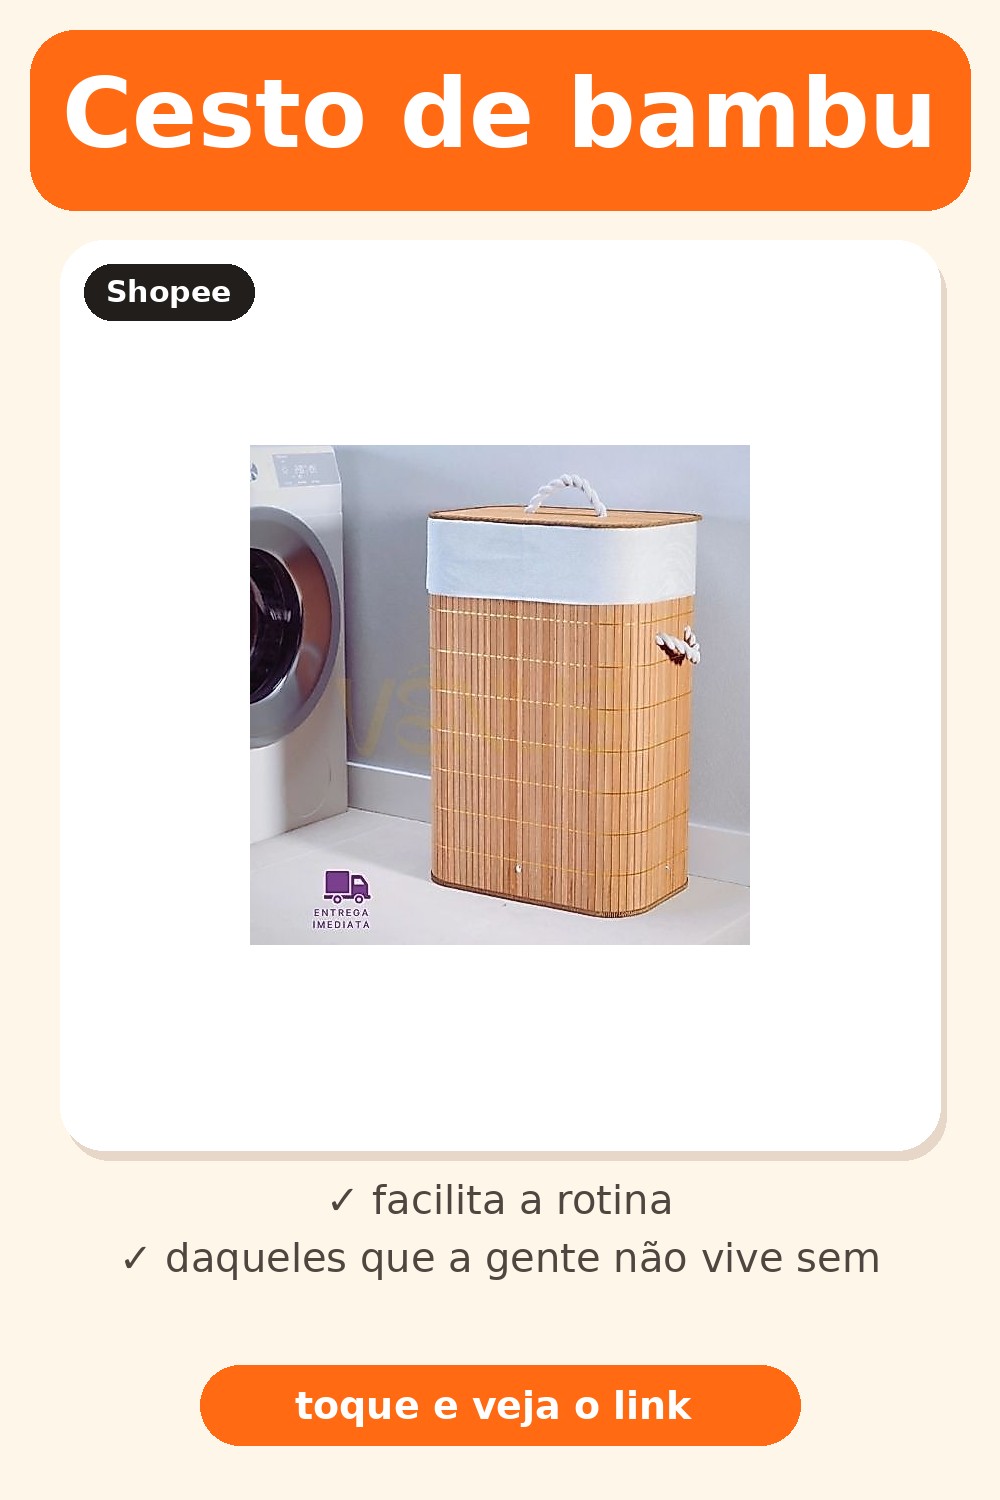 Cesto de bambu
Shopee
ENTREGA
IMEDIATA
✓ facilita a rotina
✓ daqueles que a gente não vive sem
toque e veja o link